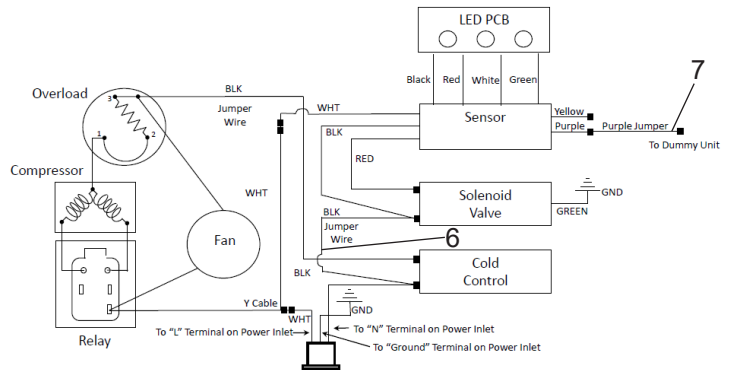 LED PCB
7
BLK
Overload
Black Red White Green
3
Jumper
Wire
WHT
Yellow
Sensor
Purple
Purple Jumper
1
2
BLK
To Dummy Unit
RED
Compressor
WHT
Solenoid
Valve
GND
GREEN
BLK
Jumper
Wire
6
Fan
Cold
Control
BLK
Y Cable
GND
WHT
To "L" Terminal on Power Inlet
To "N" Terminal on Power Inlet
Relay
To "Ground" Terminal on Power Inlet